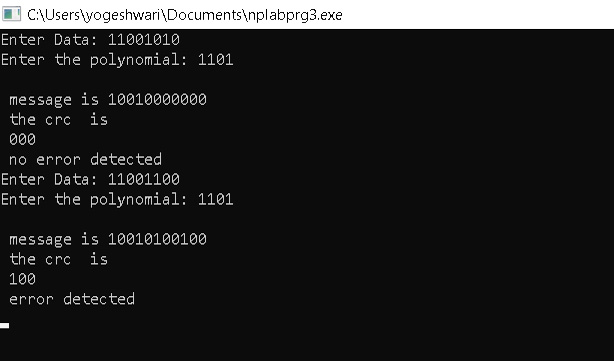 C:\Users\yogeshwari\Documents\nplabprg3.exe
Enter Data: 11001010
Enter the polynomial: 1101
message is 10010000000
the crc  is
000
no error detected
Enter Data: 11001100
Enter the polynomial: 1101
message is 10010100100
the crc  is
100
error detected